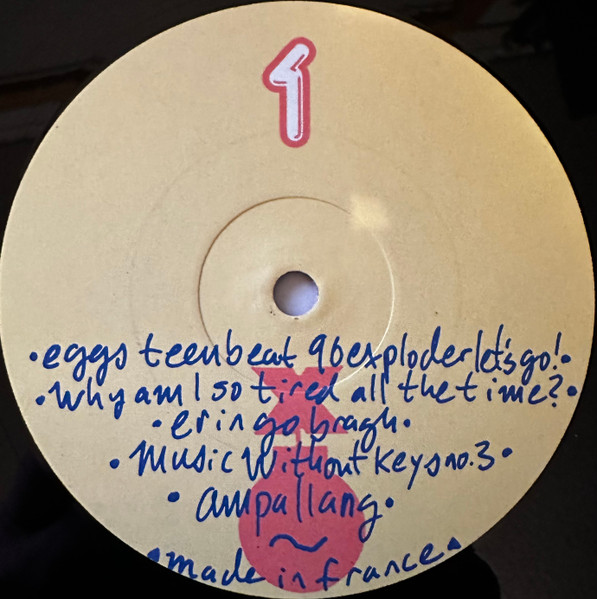 1
•eggs teenbeat 96 exploder let's go!•
•why am I so tired all the time?•
•erin go bragh•
•Music Without Keys no.3•
•ampallang•
~
•made in france•